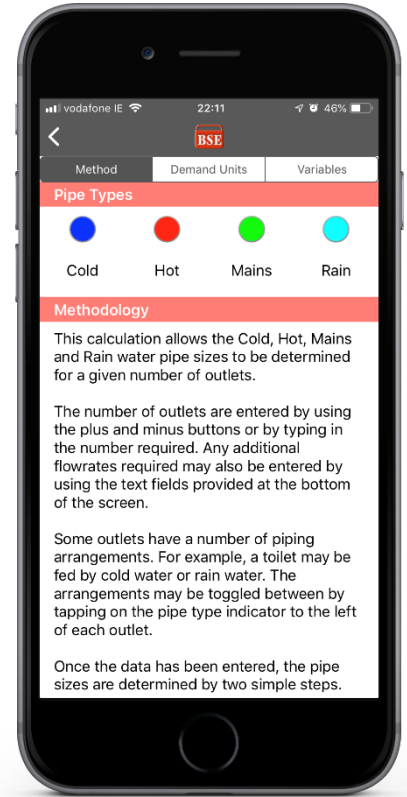 vodafone IE 22:11 46%
BSE
Method Demand Units Variables
Pipe Types
Cold Hot Mains Rain
Methodology
This calculation allows the Cold, Hot, Mains
and Rain water pipe sizes to be determined
for a given number of outlets.
The number of outlets are entered by using
the plus and minus buttons or by typing in
the number required. Any additional
flowrates required may also be entered by
using the text fields provided at the bottom
of the screen.
Some outlets have a number of piping
arrangements. For example, a toilet may be
fed by cold water or rain water. The
arrangements may be toggled between by
tapping on the pipe type indicator to the left
of each outlet.
Once the data has been entered, the pipe
sizes are determined by two simple steps.